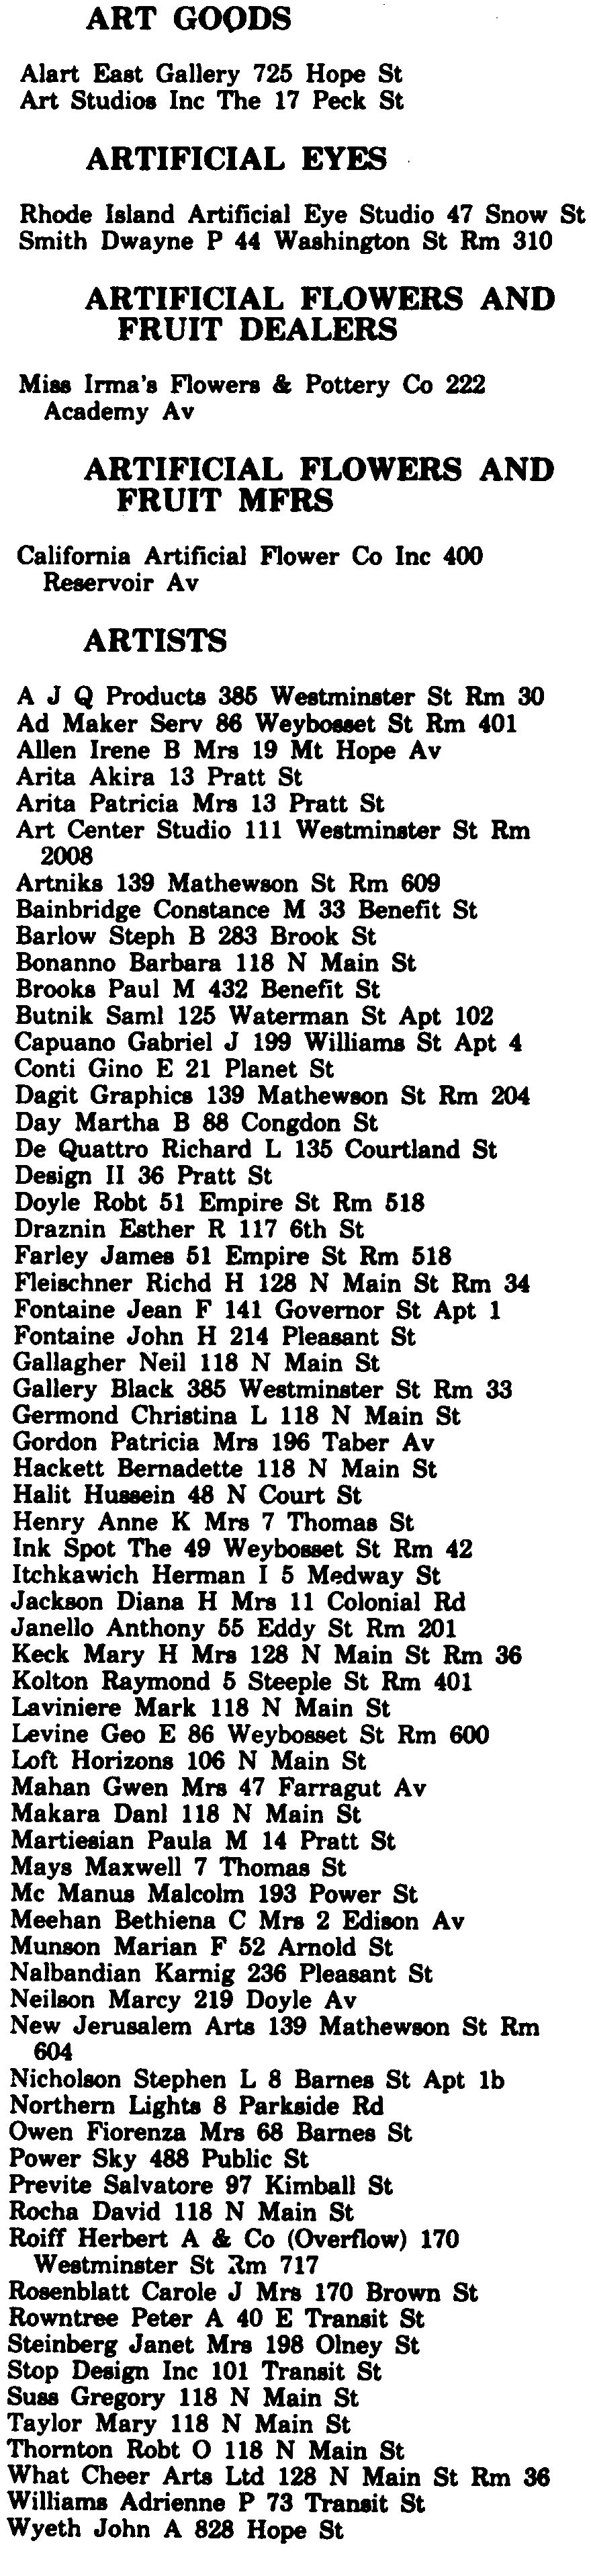 ART GOODS
Alart East Gallery 725 Hope St
Art Studios Inc The 17 Peck St
ARTIFICIAL EYES
Rhode Island Artificial Eye Studio 47 Snow St
Smith Dwayne P 44 Washington St Rm 310
ARTIFICIAL FLOWERS AND
FRUIT DEALERS
Miss Irma's Flowers & Pottery Co 222
Academy Av
ARTIFICIAL FLOWERS AND
FRUIT MFRS
California Artificial Flower Co Inc 400
Reservoir Av
ARTISTS
A J Q Products 385 Westminster St Rm 30
Ad Maker Serv 86 Weybosset St Rm 401
Allen Irene B Mrs 19 Mt Hope Av
Arita Akira 13 Pratt St
Arita Patricia Mrs 13 Pratt St
Art Center Studio 111 Westminster St Rm
2008
Artniks 139 Mathewson St Rm 609
Bainbridge Constance M 33 Benefit St
Barlow Steph B 283 Brook St
Bonanno Barbara 118 N Main St
Brooks Paul M 432 Benefit St
Butnik Saml 125 Waterman St Apt 102
Capuano Gabriel J 199 Williams St Apt 4
Conti Gino E 21 Planet St
Dagit Graphics 139 Mathewson St Rm 204
Day Martha B 88 Congdon St
De Quattro Richard L 135 Courtland St
Design II 36 Pratt St
Doyle Robt 51 Empire St Rm 518
Draznin Esther R 117 6th St
Farley James 51 Empire St Rm 518
Fleischner Richd H 128 N Main St Rm 34
Fontaine Jean F 141 Governor St Apt 1
Fontaine John H 214 Pleasant St
Gallagher Neil 118 N Main St
Gallery Black 385 Westminster St Rm 33
Germond Christina L 118 N Main St
Gordon Patricia Mrs 196 Taber Av
Hackett Bernadette 118 N Main St
Halit Hussein 48 N Court St
Henry Anne K Mrs 7 Thomas St
Ink Spot The 49 Weybosset St Rm 42
Itchkawich Herman I 5 Medway St
Jackson Diana H Mrs 11 Colonial Rd
Janello Anthony 55 Eddy St Rm 201
Keck Mary H Mrs 128 N Main St Rm 36
Kolton Raymond 5 Steeple St Rm 401
Laviniere Mark 118 N Main St
Levine Geo E 86 Weybosset St Rm 600
Loft Horizons 106 N Main St
Mahan Gwen Mrs 47 Farragut Av
Makara Danl 118 N Main St
Martiesian Paula M 14 Pratt St
Mays Maxwell 7 Thomas St
Mc Manus Malcolm 193 Power St
Meehan Bethiena C Mrs 2 Edison Av
Munson Marian F 52 Arnold St
Nalbandian Karnig 236 Pleasant St
Neilson Marcy 219 Doyle Av
New Jerusalem Arts 139 Mathewson St Rm
604
Nicholson Stephen L 8 Barnes St Apt 1b
Northern Lights 8 Parkside Rd
Owen Fiorenza Mrs 68 Barnes St
Power Sky 488 Public St
Previte Salvatore 97 Kimball St
Rocha David 118 N Main St
Roiff Herbert A & Co (Overflow) 170
Westminster St Rm 717
Rosenblatt Carole J Mrs 170 Brown St
Rowntree Peter A 40 E Transit St
Steinberg Janet Mrs 198 Olney St
Stop Design Inc 101 Transit St
Suss Gregory 118 N Main St
Taylor Mary 118 N Main St
Thornton Robt O 118 N Main St
What Cheer Arts Ltd 128 N Main St Rm 36
Williams Adrienne P 73 Transit St
Wyeth John A 828 Hope St